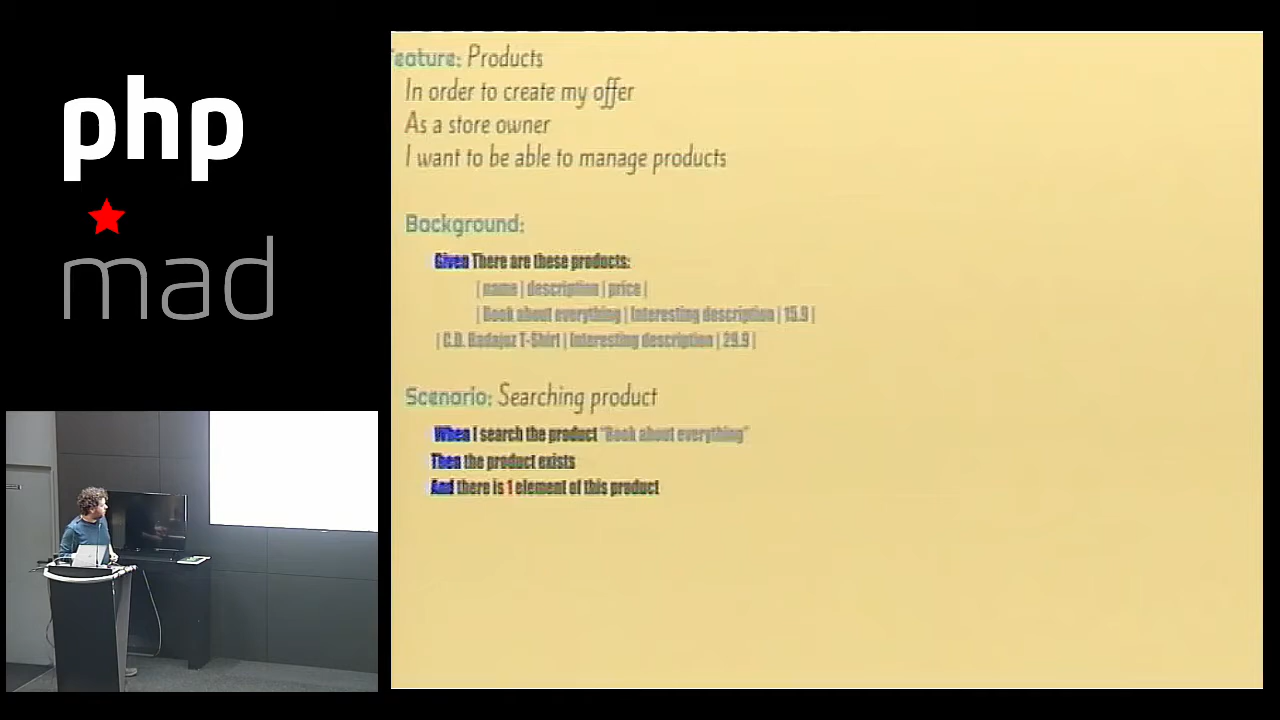 php
mad
Feature: Products
In order to create my offer
As a store owner
I want to be able to manage products
Background:
Given There are these products:
| name | description | price |
| Book about everything | Interesting description | 15.9 |
| C.D. Badajoz T-Shirt | Interesting description | 29.9 |
Scenario: Searching product
When I search the product "Book about everything"
Then the product exists
And there is 1 element of this product